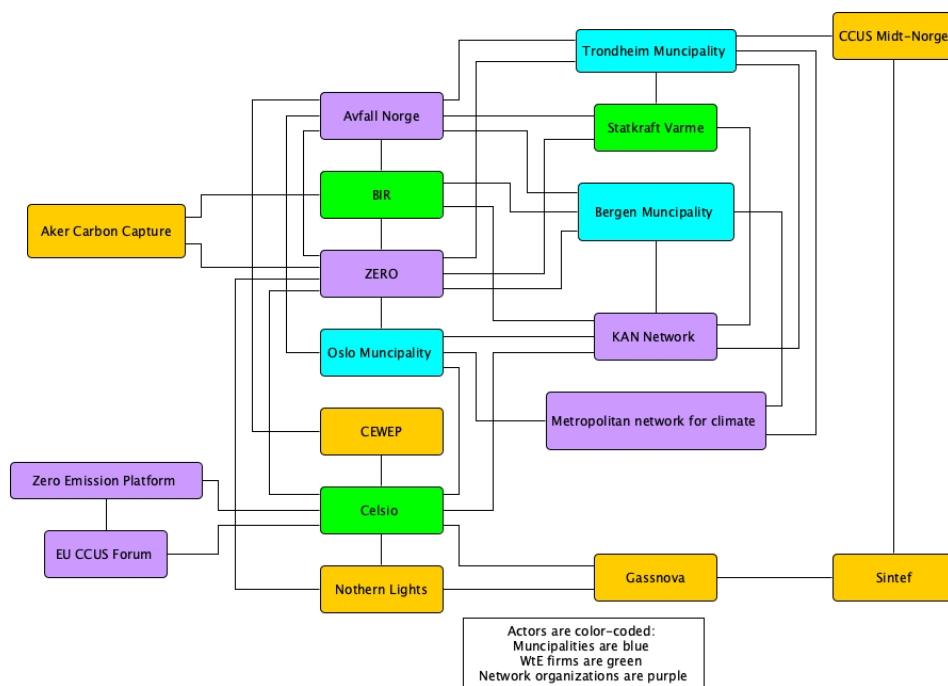 CCUS Midt-Norge
Trondheim Muncipality
Avfall Norge
Statkraft Varme
BIR
Bergen Muncipality
Aker Carbon Capture
ZERO
KAN Network
Oslo Muncipality
Metropolitan network for climate
CEWEP
Zero Emission Platform
Celsio
EU CCUS Forum
Nothern Lights
Gassnova
Sintef
Actors are color-coded:
Muncipalities are blue
WtE firms are green
Network organizations are purple